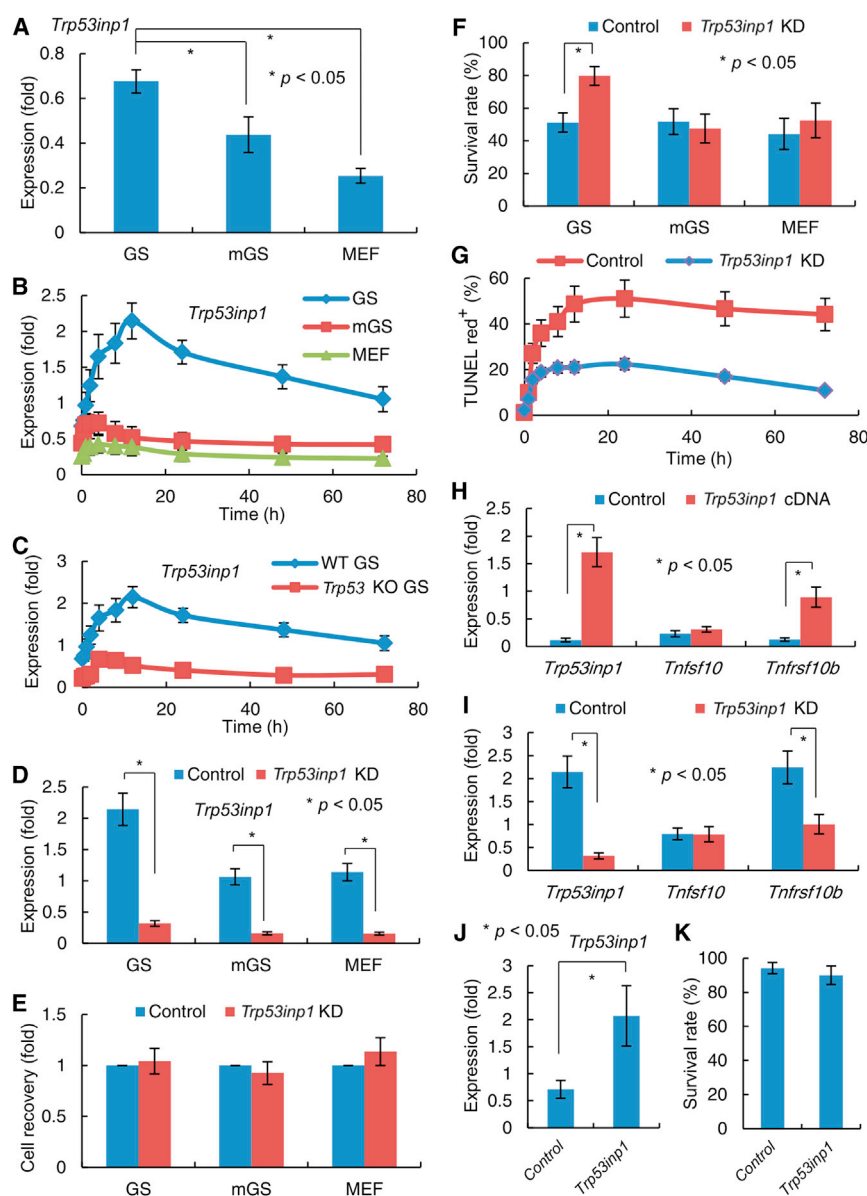 A
Trp53inp1
* p < 0.05
*
*
Expression (fold)
0.8
0.6
0.4
0.2
0
GS mGS MEF
B
Trp53inp1
GS
mGS
MEF
Expression (fold)
2.5
2
1.5
1
0.5
0
0 20 40 60 80
Time (h)
C
Trp53inp1
WT GS
Trp53 KO GS
Expression (fold)
3
2
1
0
0 20 40 60 80
Time (h)
D
Control Trp53inp1 KD
Trp53inp1 * p < 0.05
*
*
*
Expression (fold)
2.5
2
1.5
1
0.5
0
GS mGS MEF
E
Control Trp53inp1 KD
Cell recovery (fold)
1.5
1
0.5
0
GS mGS MEF
F
Control Trp53inp1 KD
* p < 0.05
*
Survival rate (%)
100
80
60
40
20
0
GS mGS MEF
G
Control Trp53inp1 KD
TUNEL red+ (%)
60
40
20
0
0 20 40 60 80
Time (h)
H
Control Trp53inp1 cDNA
* p < 0.05
*
*
Expression (fold)
2.5
2
1.5
1
0.5
0
Trp53inp1 Tnfsf10 Tnfrsf10b
I
Control Trp53inp1 KD
* p < 0.05
*
*
Expression (fold)
3
2.5
2
1.5
1
0.5
0
Trp53inp1 Tnfsf10 Tnfrsf10b
J
* p < 0.05
Trp53inp1
*
Expression (fold)
3
2.5
2
1.5
1
0.5
0
Control Trp53inp1
K
Survival rate (%)
100
80
60
40
20
0
Control Trp53inp1